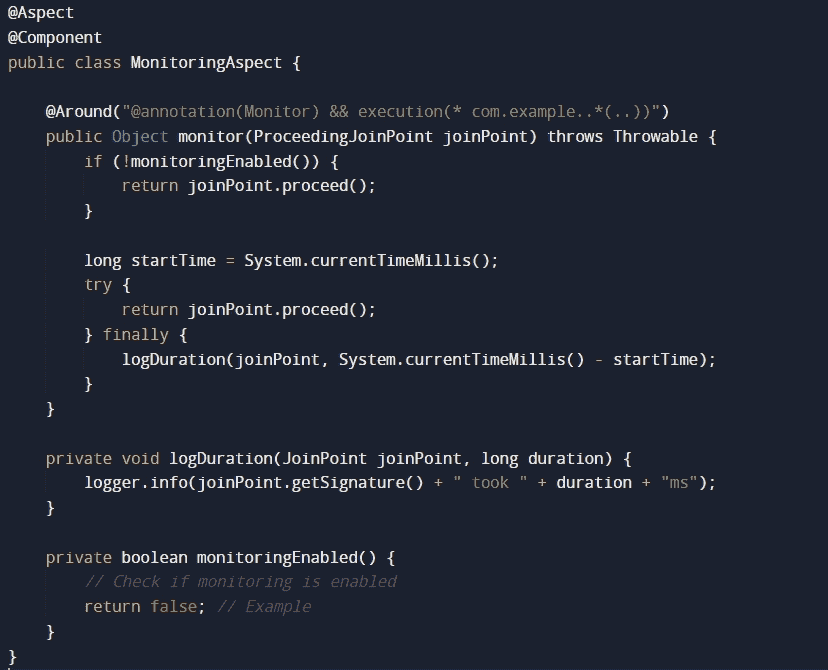 @Aspect
@Component
public class MonitoringAspect {
@Around("@annotation(Monitor) && execution(* com.example..*(..))")
public Object monitor(ProceedingJoinPoint joinPoint) throws Throwable {
if (!monitoringEnabled()) {
return joinPoint.proceed();
}
long startTime = System.currentTimeMillis();
try {
return joinPoint.proceed();
} finally {
logDuration(joinPoint, System.currentTimeMillis() - startTime);
}
}
private void logDuration(JoinPoint joinPoint, long duration) {
logger.info(joinPoint.getSignature() + " took " + duration + "ms");
}
private boolean monitoringEnabled() {
// Check if monitoring is enabled
return false; // Example
}
}